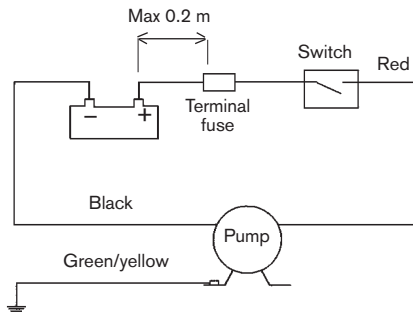 Max 0.2 m
Switch
Red
− +
Terminal
fuse
Black
Pump
Green/yellow